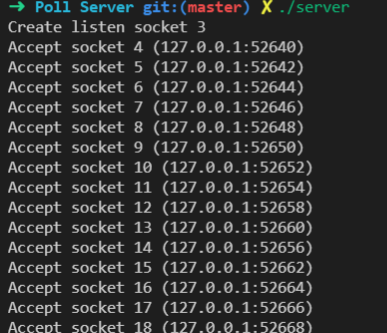 ➜ Poll Server git:(master) ✗ ./server
Create listen socket 3
Accept socket 4 (127.0.0.1:52640)
Accept socket 5 (127.0.0.1:52642)
Accept socket 6 (127.0.0.1:52644)
Accept socket 7 (127.0.0.1:52646)
Accept socket 8 (127.0.0.1:52648)
Accept socket 9 (127.0.0.1:52650)
Accept socket 10 (127.0.0.1:52652)
Accept socket 11 (127.0.0.1:52654)
Accept socket 12 (127.0.0.1:52658)
Accept socket 13 (127.0.0.1:52660)
Accept socket 14 (127.0.0.1:52656)
Accept socket 15 (127.0.0.1:52662)
Accept socket 16 (127.0.0.1:52664)
Accept socket 17 (127.0.0.1:52666)
Accept socket 18 (127.0.0.1:52668)